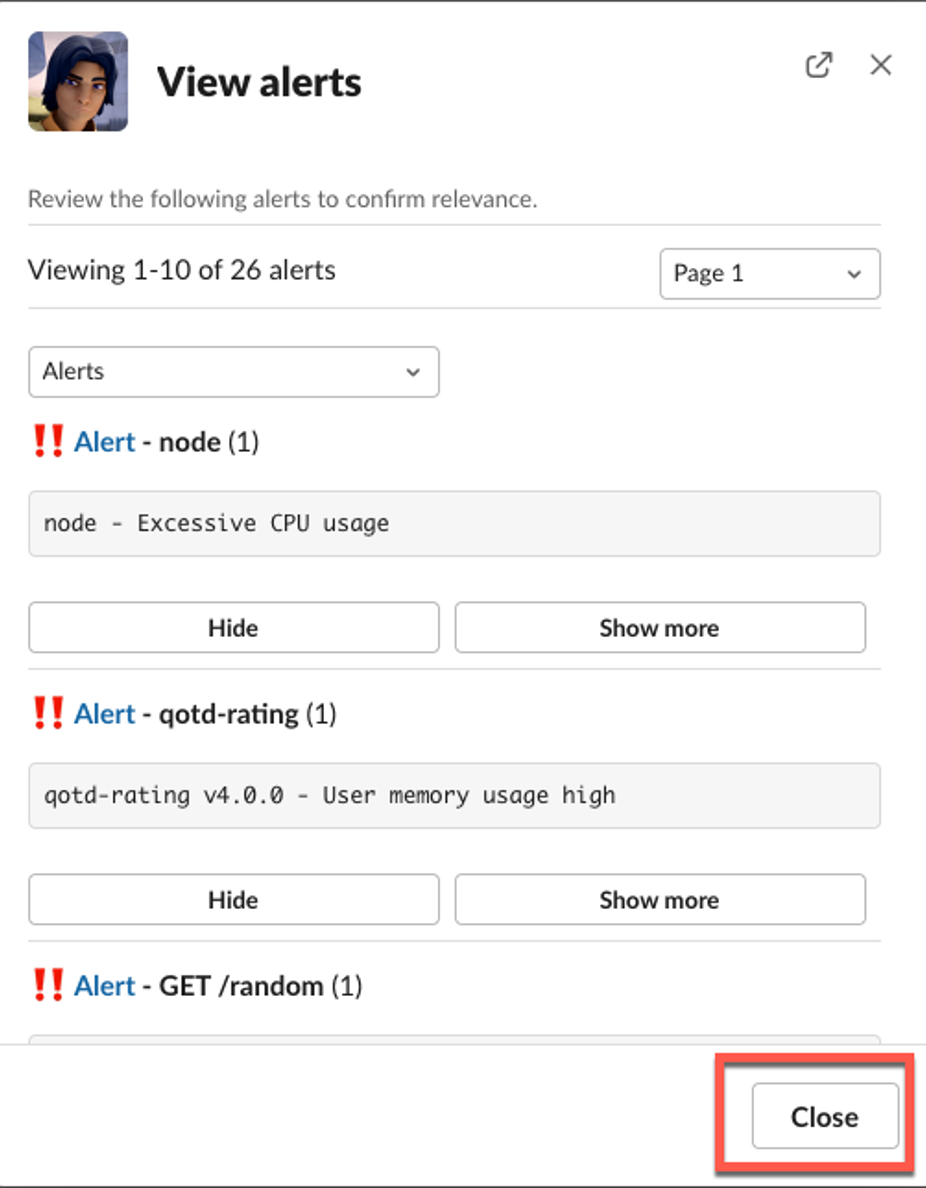 View alerts
Review the following alerts to confirm relevance.
Viewing 1-10 of 26 alerts
Page 1
Alerts
‼️ Alert - node (1)
node - Excessive CPU usage
Hide
Show more
‼️ Alert - qotd-rating (1)
qotd-rating v4.0.0 - User memory usage high
Hide
Show more
‼️ Alert - GET /random (1)
Close